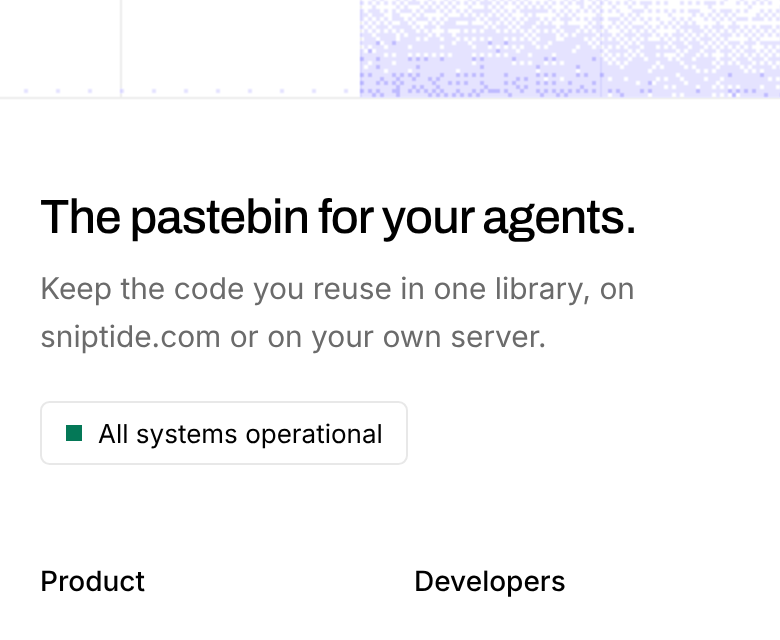 The pastebin for your agents.
Keep the code you reuse in one library, on
sniptide.com or on your own server.
All systems operational
Product
Developers